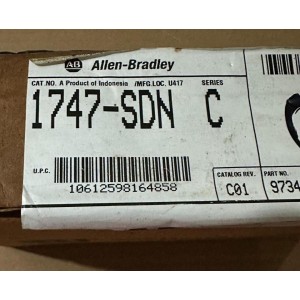 AB Allen-Bradley
CAT NO. A Product of Indonesia /MFG.LOC. U417 SERIES
1747-SDN C
U.P.C.
10612598164858
CATALOG REV. PART NO.
C01 9734